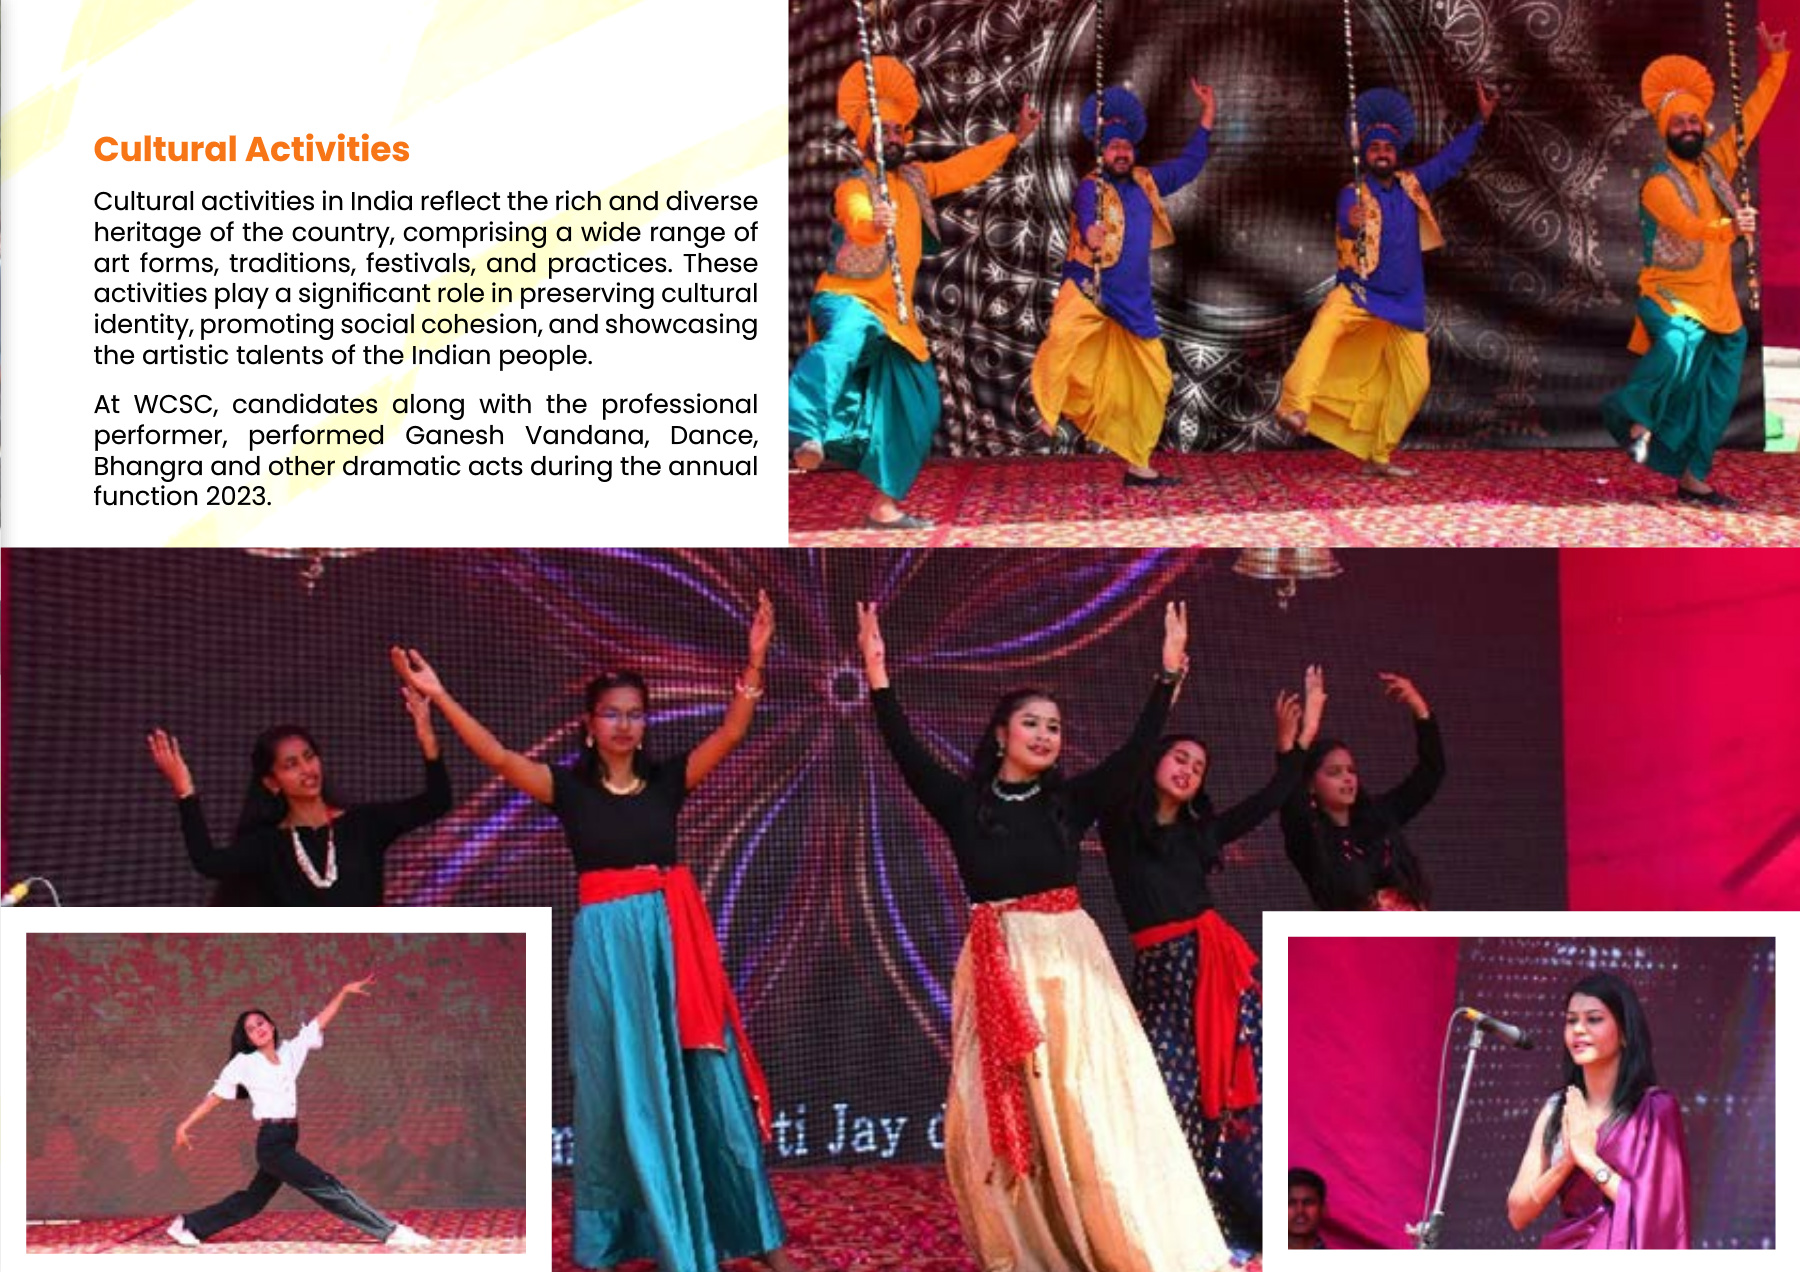 Cultural Activities
Cultural activities in India reflect the rich and diverse
heritage of the country, comprising a wide range of
art forms, traditions, festivals, and practices. These
activities play a significant role in preserving cultural
identity, promoting social cohesion, and showcasing
the artistic talents of the Indian people.
At WCSC, candidates along with the professional
performer, performed Ganesh Vandana, Dance,
Bhangra and other dramatic acts during the annual
function 2023.
ti Jay